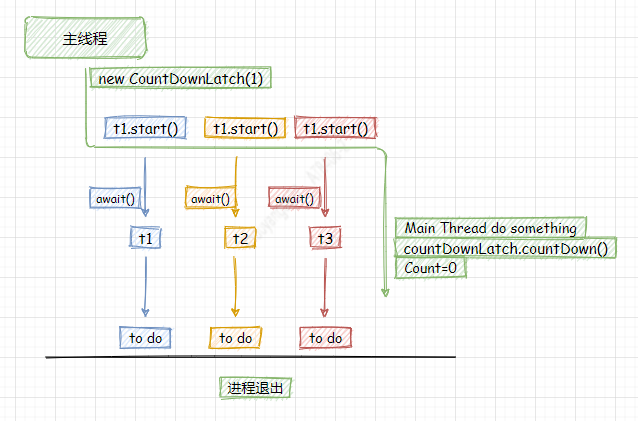 主线程
new CountDownLatch(1)
t1.start() t1.start() t1.start()
await() await() await()
t1 t2 t3
Main Thread do something
countDownLatch.countDown()
Count=0
to do to do to do
进程退出